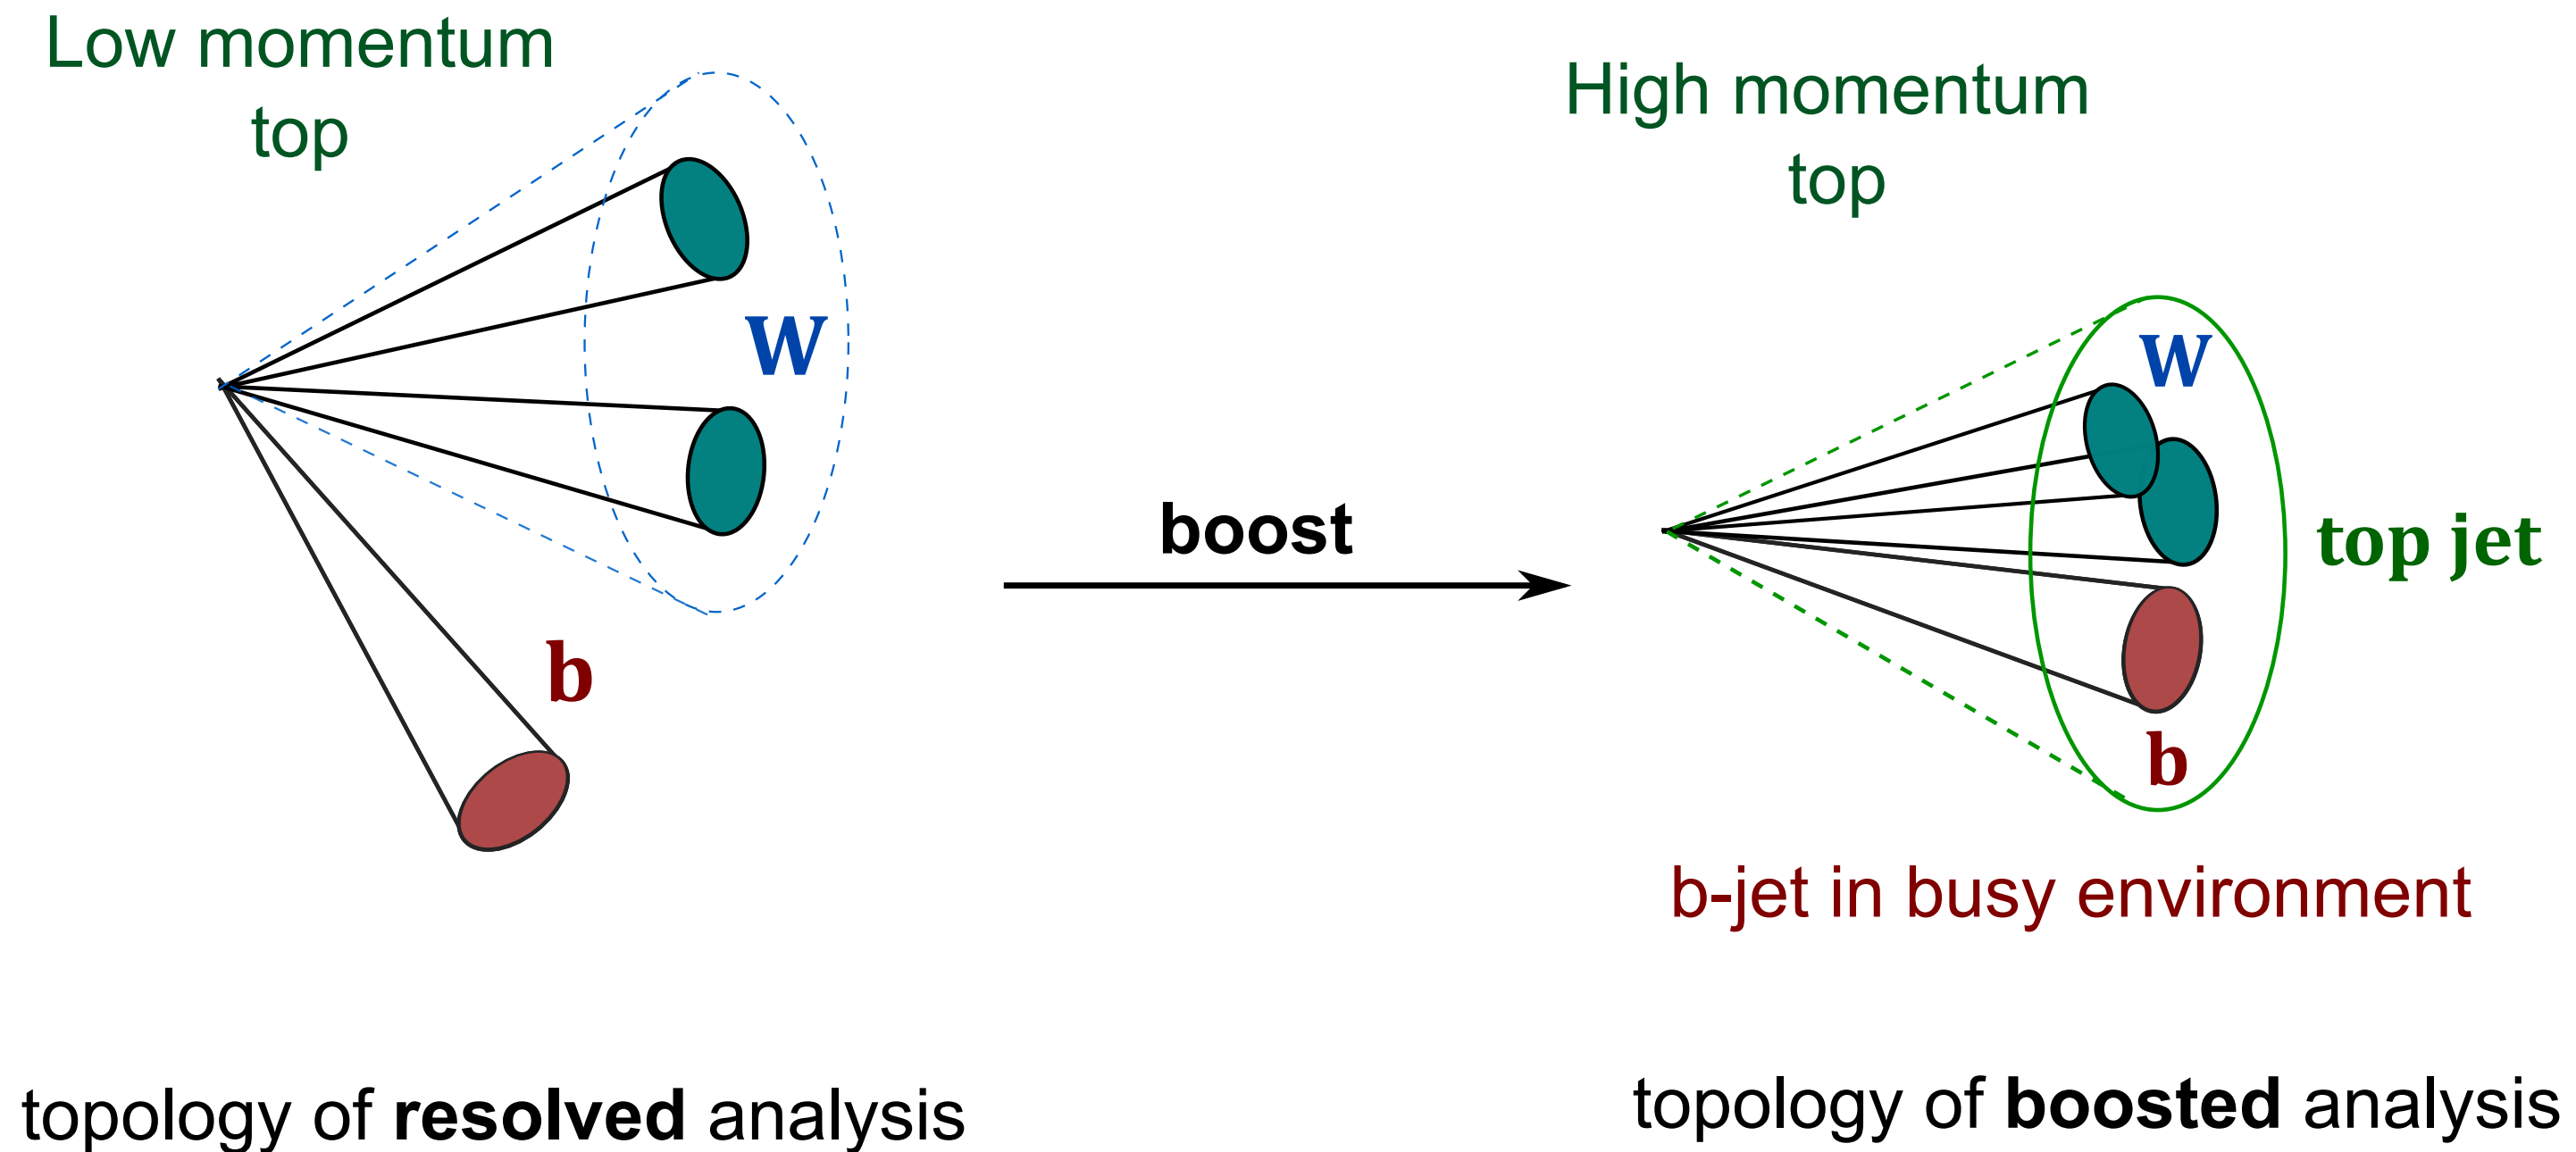 Low momentum
top
W
b
topology of resolved analysis
boost
High momentum
top
W
top jet
b
b-jet in busy environment
topology of boosted analysis